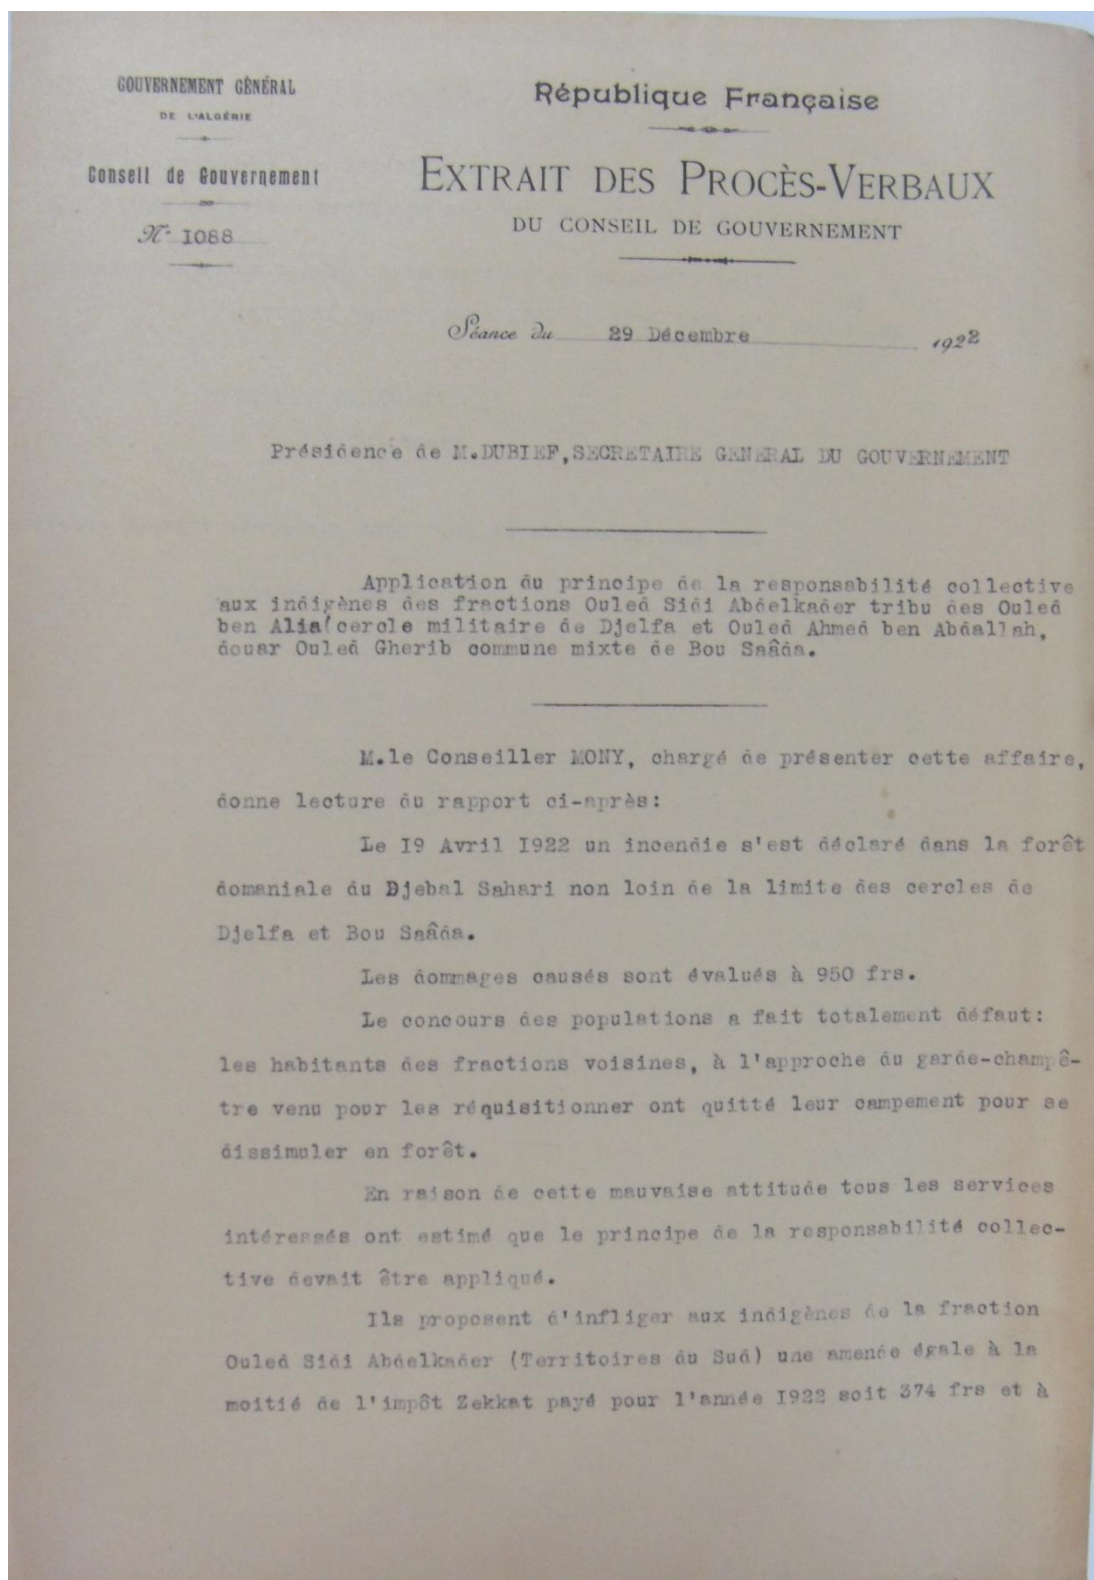 GOUVERNEMENT GÉNÉRAL
DE L'ALGÉRIE
Conseil de Gouvernement
N° 1088
République Française
EXTRAIT DES PROCÈS-VERBAUX
DU CONSEIL DE GOUVERNEMENT
Séance du 29 Décembre 1922
Présidence de M.DUBIEF,SECRETAIRE GENERAL DU GOUVERNEMENT
Application du principe de la responsabilité collective
aux indigènes des fractions Ouled Sidi Abdelkader tribu des Ouled
ben Alia(cercle militaire de Djelfa et Ouled Ahmed ben Abdallah,
douar Ouled Gherib commune mixte de Bou Saâda.
M.le Conseiller MONY, chargé de présenter cette affaire,
donne lecture du rapport ci-après:
Le I9 Avril I922 un incendie s'est déclaré dans la forêt
domaniale du Djebal Sahari non loin de la limite des cercles de
Djelfa et Bou Saâda.
Les dommages causés sont évalués à 950 frs.
Le concours des populations a fait totalement défaut:
les habitants des fractions voisines, à l'approche du garde-champê-
tre venu pour les réquisitionner ont quitté leur campement pour se
dissimuler en forêt.
En raison de cette mauvaise attitude tous les services
intéressés ont estimé que le principe de la responsabilité collec-
tive devait être appliqué.
Ils proposent d'infliger aux indigènes de la fraction
Ouled Sidi Abdelkader (Territoires du Sud) une amende égale à la
moitié de l'impôt Zekkat payé pour l'année I922 soit 374 frs et à